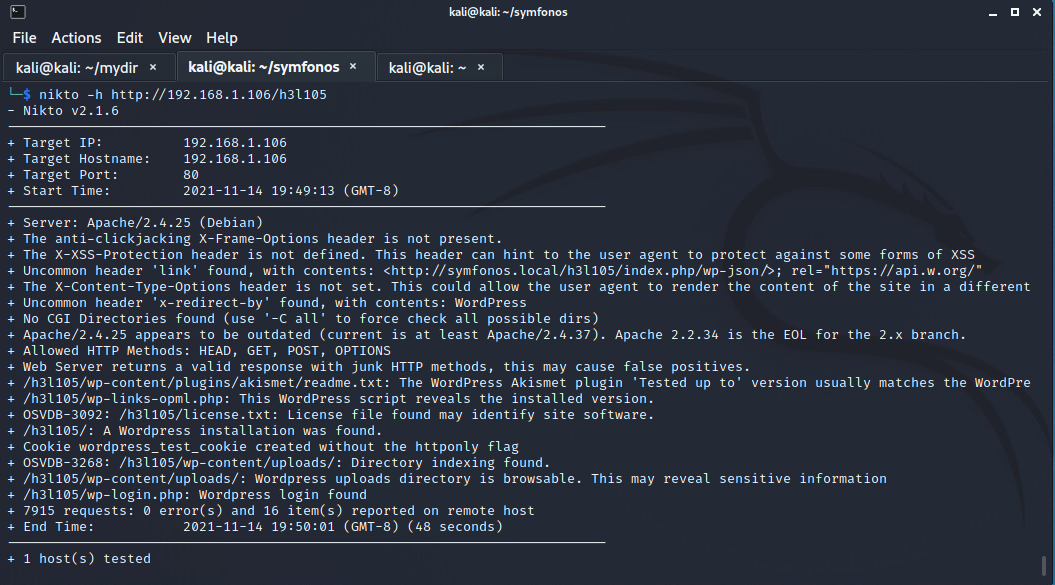 kali@kali: ~/symfonos
File Actions Edit View Help
kali@kali: ~/mydir × kali@kali: ~/symfonos × kali@kali: ~ ×
└─$ nikto -h http://192.168.1.106/h3l105
- Nikto v2.1.6
+ Target IP: 192.168.1.106
+ Target Hostname: 192.168.1.106
+ Target Port: 80
+ Start Time: 2021-11-14 19:49:13 (GMT-8)
+ Server: Apache/2.4.25 (Debian)
+ The anti-clickjacking X-Frame-Options header is not present.
+ The X-XSS-Protection header is not defined. This header can hint to the user agent to protect against some forms of XSS
+ Uncommon header 'link' found, with contents: <http://symfonos.local/h3l105/index.php/wp-json/>; rel="https://api.w.org/"
+ The X-Content-Type-Options header is not set. This could allow the user agent to render the content of the site in a different
+ Uncommon header 'x-redirect-by' found, with contents: WordPress
+ No CGI Directories found (use '-C all' to force check all possible dirs)
+ Apache/2.4.25 appears to be outdated (current is at least Apache/2.4.37). Apache 2.2.34 is the EOL for the 2.x branch.
+ Allowed HTTP Methods: HEAD, GET, POST, OPTIONS
+ Web Server returns a valid response with junk HTTP methods, this may cause false positives.
+ /h3l105/wp-content/plugins/akismet/readme.txt: The WordPress Akismet plugin 'Tested up to' version usually matches the WordPre
+ /h3l105/wp-links-opml.php: This WordPress script reveals the installed version.
+ OSVDB-3092: /h3l105/license.txt: License file found may identify site software.
+ /h3l105/: A Wordpress installation was found.
+ Cookie wordpress_test_cookie created without the httponly flag
+ OSVDB-3268: /h3l105/wp-content/uploads/: Directory indexing found.
+ /h3l105/wp-content/uploads/: Wordpress uploads directory is browsable. This may reveal sensitive information
+ /h3l105/wp-login.php: Wordpress login found
+ 7915 requests: 0 error(s) and 16 item(s) reported on remote host
+ End Time: 2021-11-14 19:50:01 (GMT-8) (48 seconds)
+ 1 host(s) tested